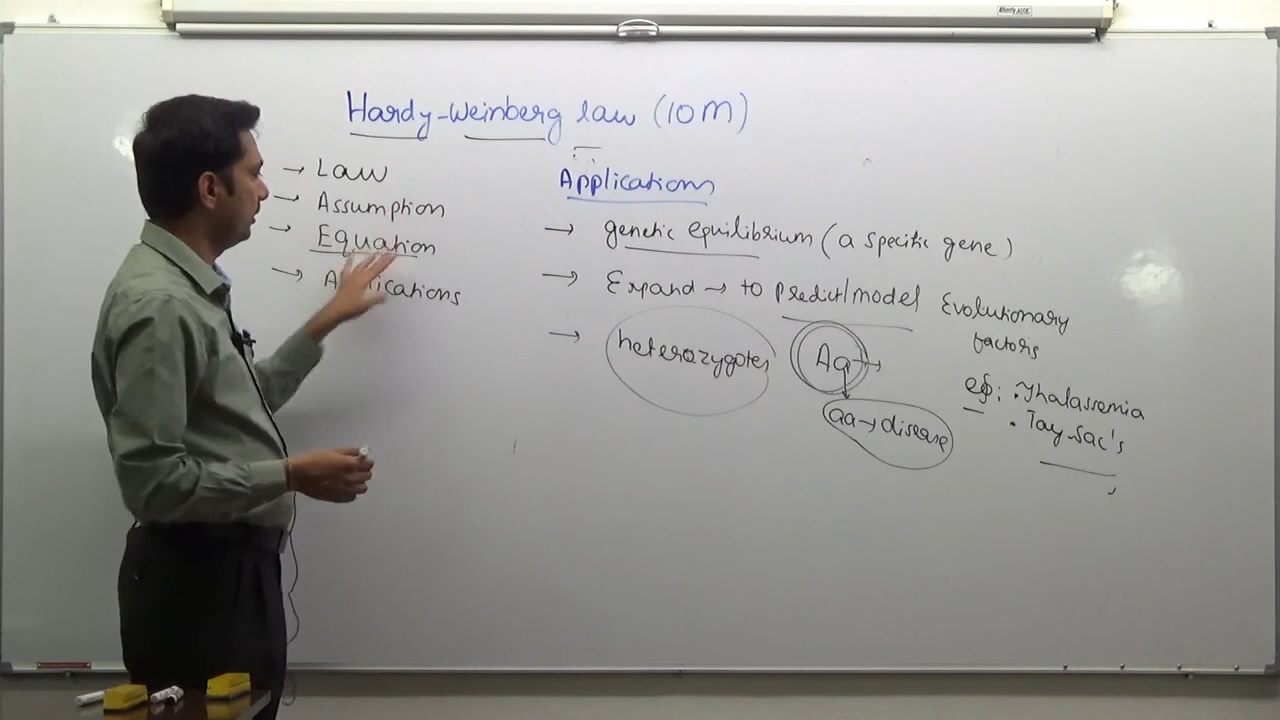 Hardy-Weinberg law (10M)
→ Law
→ Assumption
→ Equation
→ Applications
Applications
→ genetic equilibrium (a specific gene)
→ Expand → to predict/model Evolutionary
factors
→ heterozygotes Aa →
aa → disease
eg: . Thalassemia
. Tay-Sac's